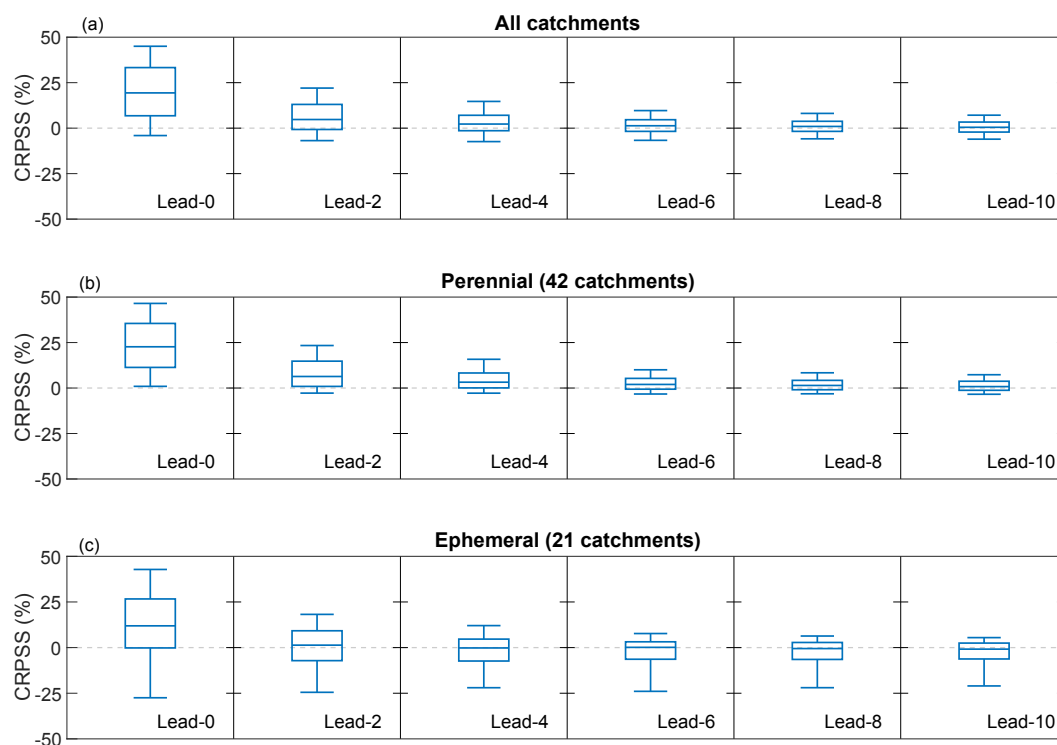 (a) All catchments
50
25
0
-25
-50
CRPSS (%)
Lead-0 Lead-2 Lead-4 Lead-6 Lead-8 Lead-10
(b) Perennial (42 catchments)
50
25
0
-25
-50
CRPSS (%)
Lead-0 Lead-2 Lead-4 Lead-6 Lead-8 Lead-10
(c) Ephemeral (21 catchments)
50
25
0
-25
-50
CRPSS (%)
Lead-0 Lead-2 Lead-4 Lead-6 Lead-8 Lead-10